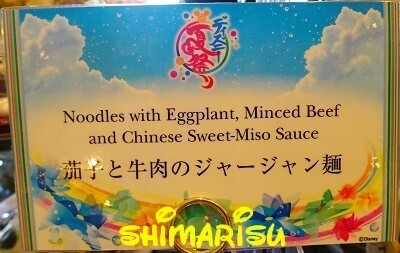 ディズニー
夏祭り
Noodles with Eggplant, Minced Beef
and Chinese Sweet-Miso Sauce
茄子と牛肉のジャージャン麺
SHIMARISU
©Disney